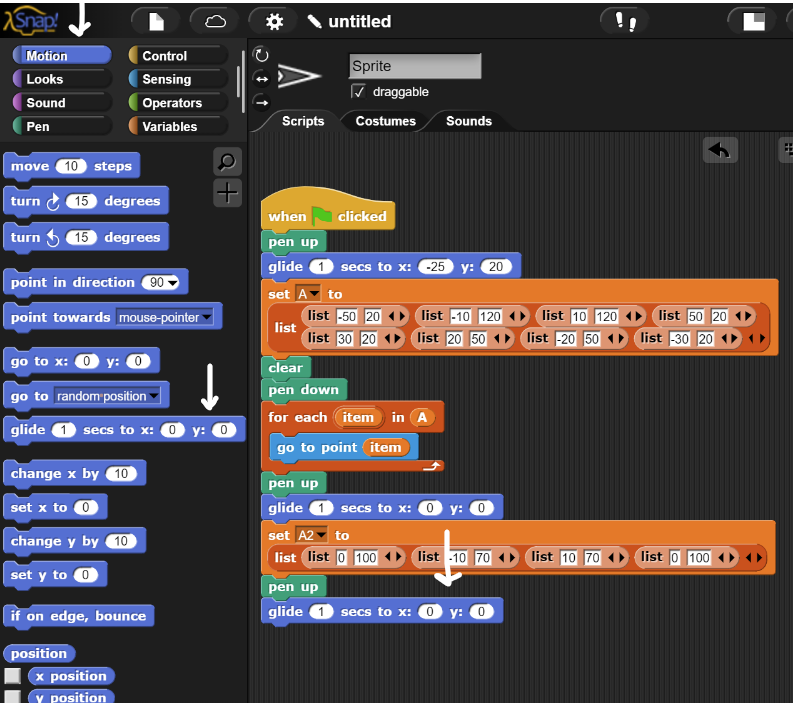 λSnap! untitled
Motion Control
Looks Sensing
Sound Operators
Pen Variables
Sprite
draggable
Scripts Costumes Sounds
move 10 steps
turn 15 degrees
turn 15 degrees
point in direction 90
point towards mouse-pointer
go to x: 0 y: 0
go to random position
glide 1 secs to x: 0 y: 0
change x by 10
set x to 0
change y by 10
set y to 0
if on edge, bounce
position
x position
y position
when clicked
pen up
glide 1 secs to x: -25 y: 20
set A to
list list -50 20 list -10 120 list 10 120 list 50 20
list 30 20 list 20 50 list -20 50 list -30 20
clear
pen down
for each item in A
go to point item
pen up
glide 1 secs to x: 0 y: 0
set A2 to
list list 0 100 list -10 70 list 10 70 list 0 100
pen up
glide 1 secs to x: 0 y: 0